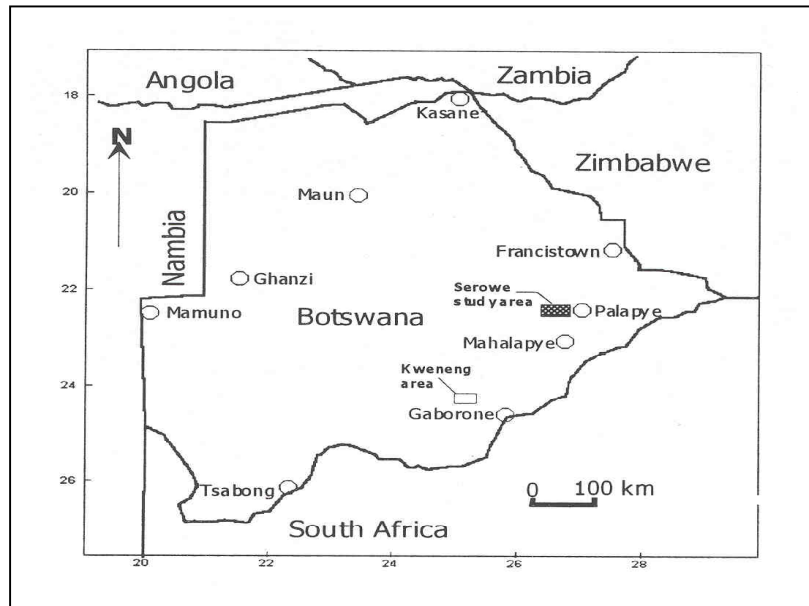 Angola
Zambia
18
Kasane
N
Zimbabwe
20
Maun
Nambia
Francistown
Ghanzi
Serowe
study area
22
Palapye
Mamuno
Botswana
Mahalapye
Kweneng
area
24
Gaborone
26
Tsabong
0 100 km
South Africa
20 22 24 26 28